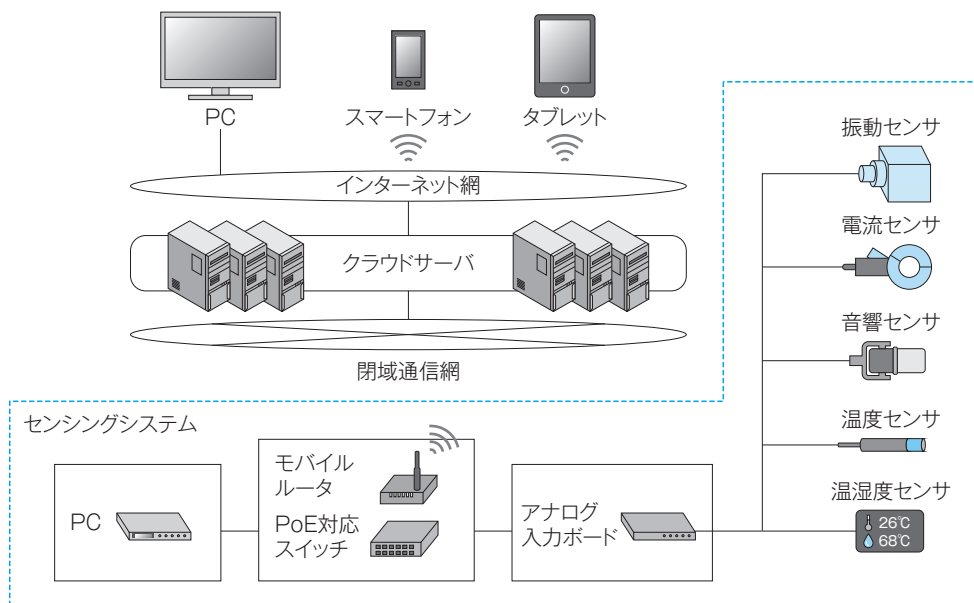 PC
スマートフォン
タブレット
インターネット網
クラウドサーバ
閉域通信網
振動センサ
電流センサ
音響センサ
温度センサ
温湿度センサ
26℃
68℃
センシングシステム
PC
モバイル
ルータ
PoE対応
スイッチ
アナログ
入力ボード